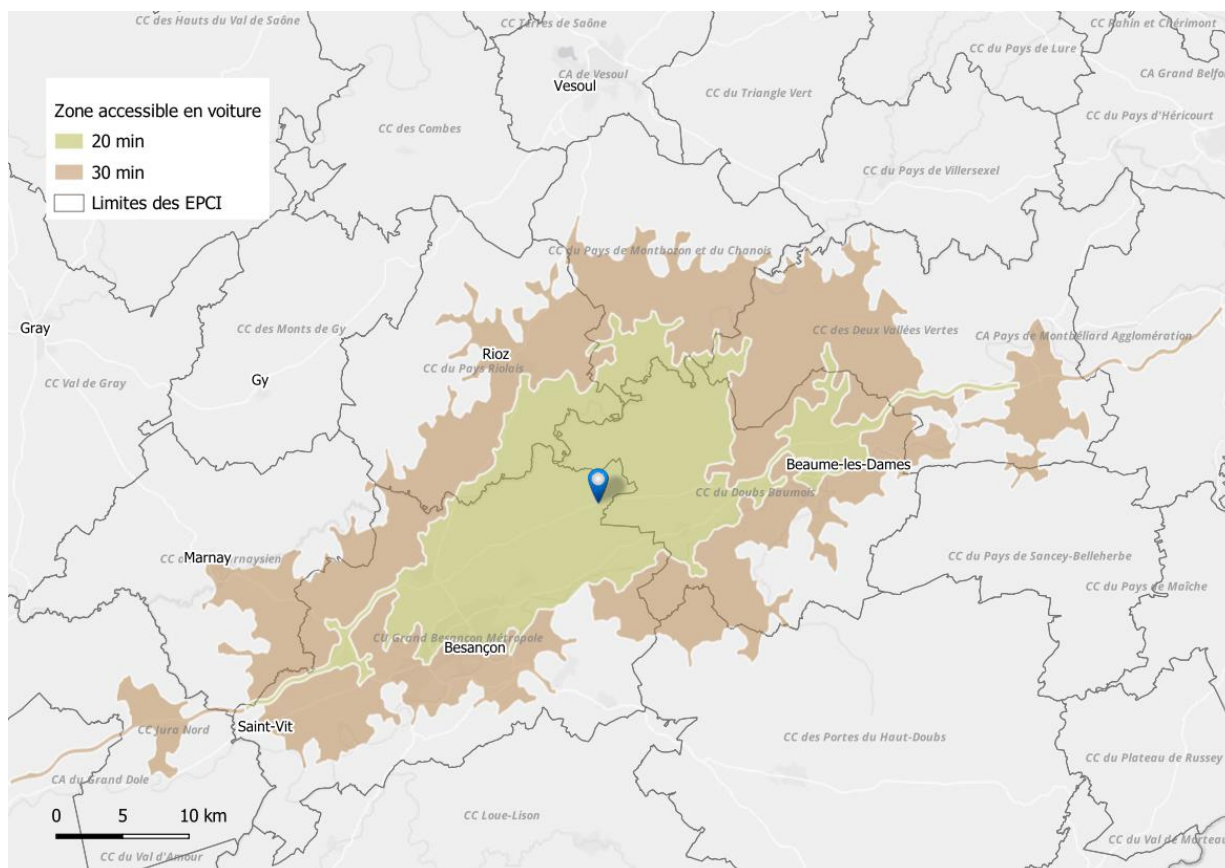 CC des Hauts du Val de Saône
CC Terres de Saône
CC Rahin et Chérimont
CC du Pays de Lure
CA de Vesoul
CA Grand Belfo
Vesoul
CC du Triangle Vert
Zone accessible en voiture
20 min
30 min
Limites des EPCI
CC des Combes
CC du Pays d'Héricourt
CC du Pays de Villersexel
CC du Pays de Montbozon et du Chanois
Gray
CC des Monts de Gy
CC des Deux Vallées Vertes
CA Pays de Montbéliard Agglomération
Rioz
CC du Pays Riolais
Gy
CC Val de Gray
Beaume-les-Dames
CC du Doubs Baumois
Marnay
CC du Pays de Sancey-Belleherbe
CC du Pays de Maîche
CU Grand Besançon Métropole
Besançon
Saint-Vit
CC Jura Nord
CC des Portes du Haut-Doubs
CC du Plateau de Russey
CA du Grand Dole
0 5 10 km
CC Loue-Lison
CC du Val d'Amour
CC du Val de Morteau